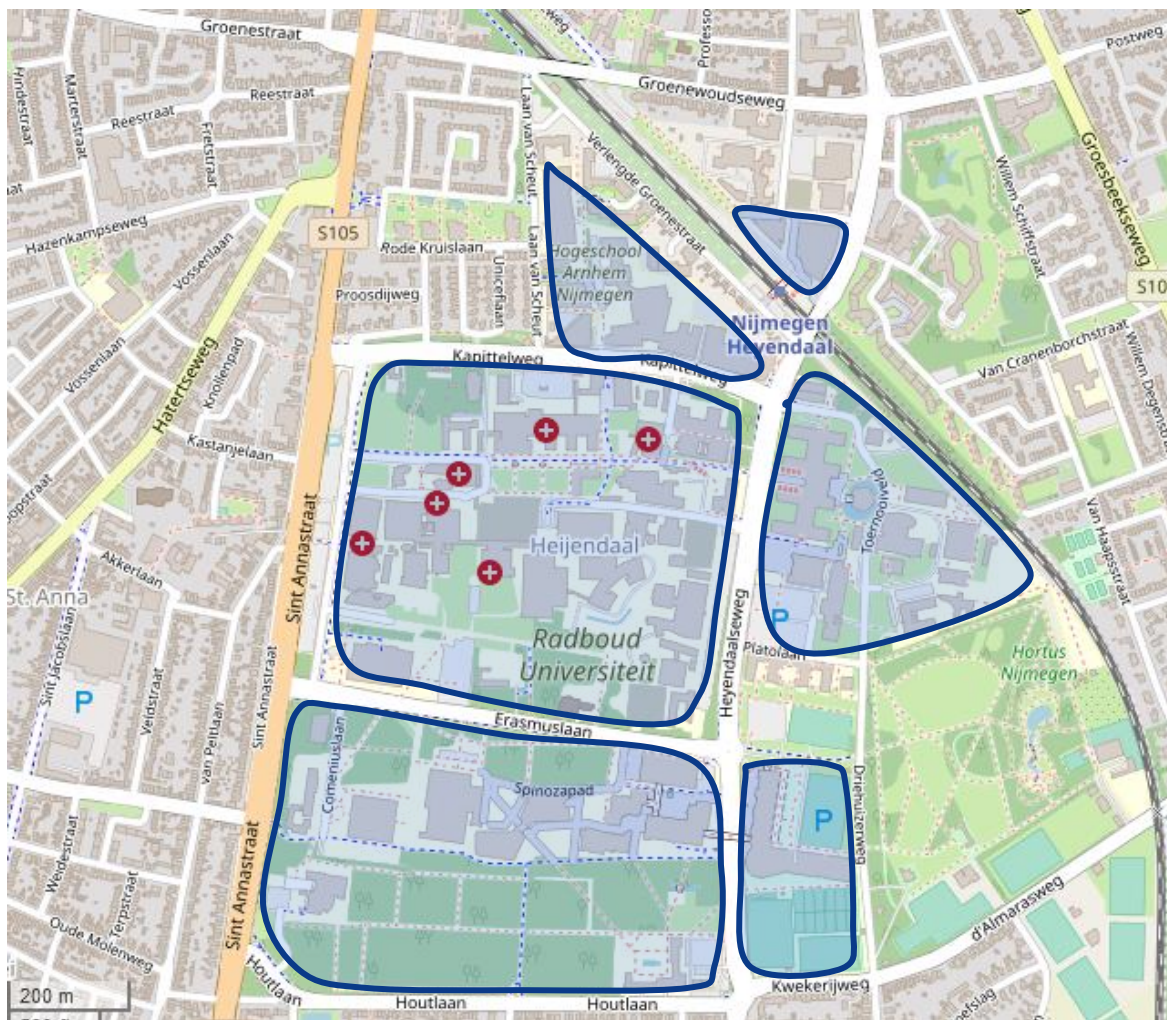 Groenestraat
Postweg
Groenewoudseweg
Hindestraat
Marterstraat
Reestraat
Reestraat
Fretstraat
Laan van Scheut
Verlengde Groenestraat
Willem Schiffstraat
Groesbeekseweg
S105
Hazenkampseweg
Vossenlaan
Rode Kruislaan
Laan van Scheut
Hogeschool
Arnhem
Nijmegen
Uniceflaan
Proosdijweg
Nijmegen
Heyendaal
Van Cranenborchstraat
Vossenlaan
Knollenpad
Hatertseweg
Kapittelweg
Kapittelweg
Kastanjelaan
Toernooiveld
Van Haapsstraat
Sint Annastraat
Heijendaal
Akkerlaan
St. Anna
Sint Jacobslaan
Radboud
Universiteit
Heyendaalseweg
P
Platolaan
Hortus
Nijmegen
P
Veldstraat
van Peltlaan
Sint Annastraat
Erasmuslaan
Comeniuslaan
Spinozapad
P
Driehuizerweg
Weidestraat
Terpstraat
Sint Annastraat
Oude Molenweg
d'Almarasweg
Houtlaan
Houtlaan
Houtlaan
Kwekerijweg
200 m